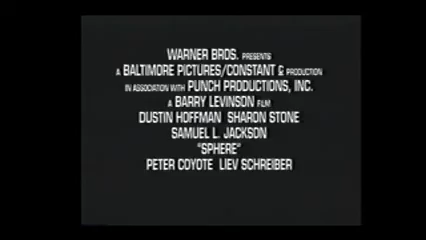 WARNER BROS. PRESENTS
A BALTIMORE PICTURES/CONSTANT C PRODUCTION
IN ASSOCIATION WITH PUNCH PRODUCTIONS, INC.
A BARRY LEVINSON FILM
DUSTIN HOFFMAN SHARON STONE
SAMUEL L. JACKSON
"SPHERE"
PETER COYOTE LIEV SCHREIBER